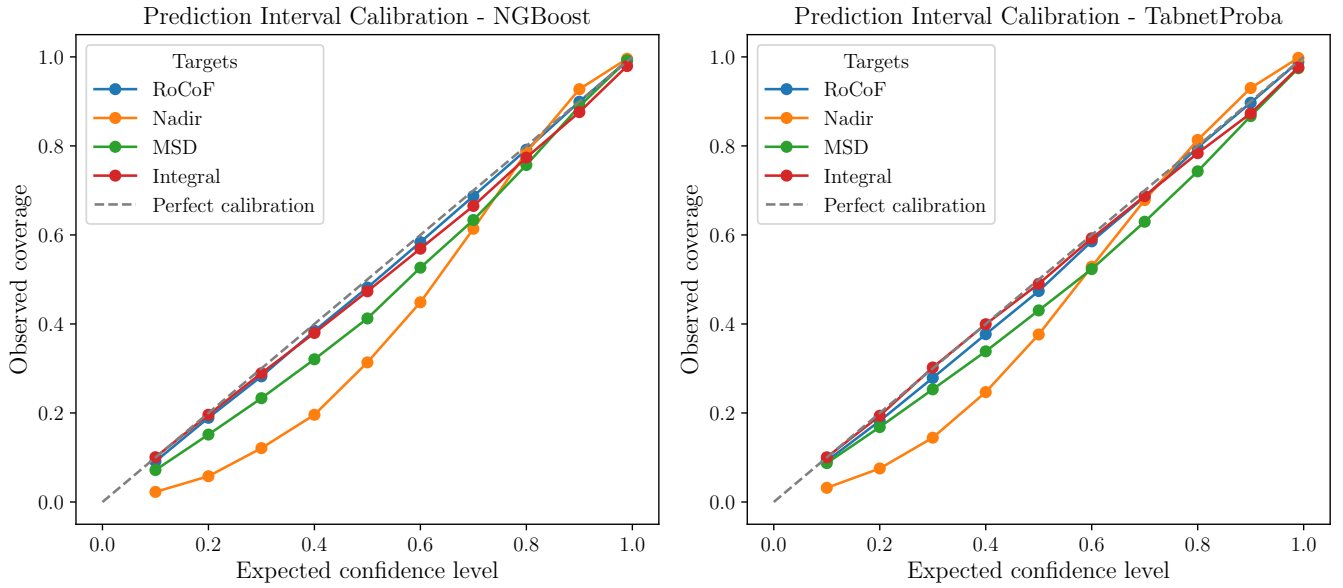 Prediction Interval Calibration - NGBoost
Targets
RoCoF
Nadir
MSD
Integral
Perfect calibration
Observed coverage
1.0
0.8
0.6
0.4
0.2
0.0
0.0 0.2 0.4 0.6 0.8 1.0
Expected confidence level
Prediction Interval Calibration - TabnetProba
Targets
RoCoF
Nadir
MSD
Integral
Perfect calibration
Observed coverage
1.0
0.8
0.6
0.4
0.2
0.0
0.0 0.2 0.4 0.6 0.8 1.0
Expected confidence level